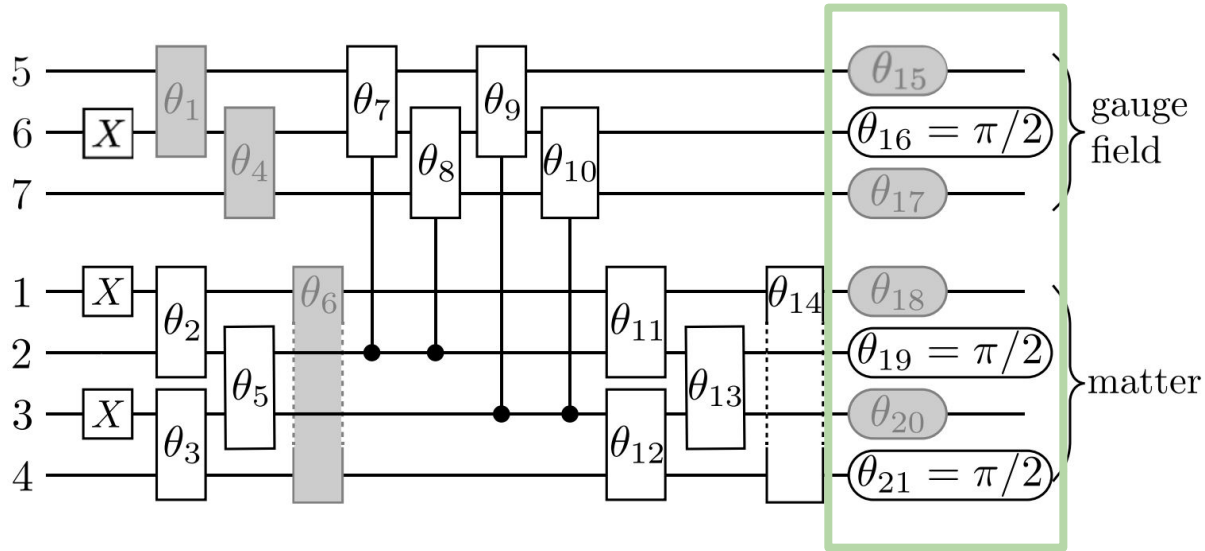 5 θ₁ θ₇ θ₉ θ₁₅
6 X θ₄ θ₈ θ₁₀ θ₁₆ = π/2
7 θ₁₇
gauge
field
1 X θ₂ θ₆ θ₁₁ θ₁₄ θ₁₈
2 θ₅ θ₁₃ θ₁₉ = π/2
matter
3 X θ₃ θ₁₂ θ₂₀
4 θ₂₁ = π/2